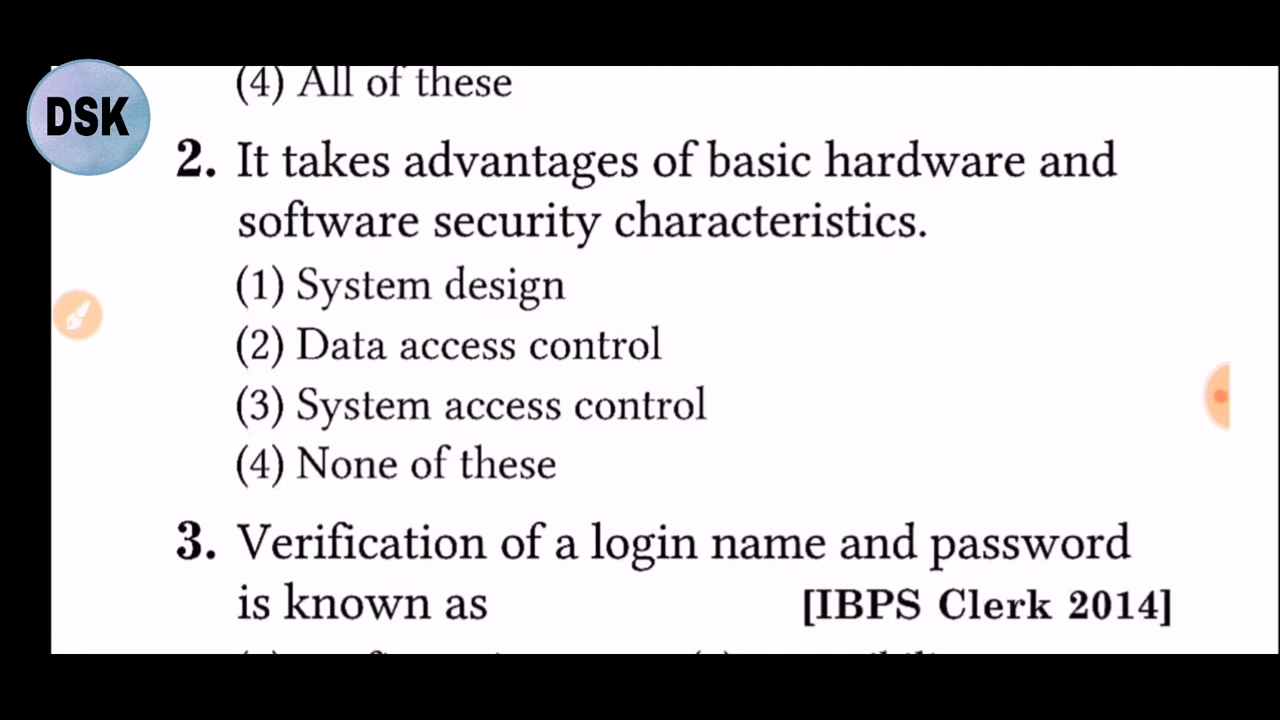 DSK
(4) All of these
2. It takes advantages of basic hardware and
software security characteristics.
(1) System design
(2) Data access control
(3) System access control
(4) None of these
3. Verification of a login name and password
is known as [IBPS Clerk 2014]